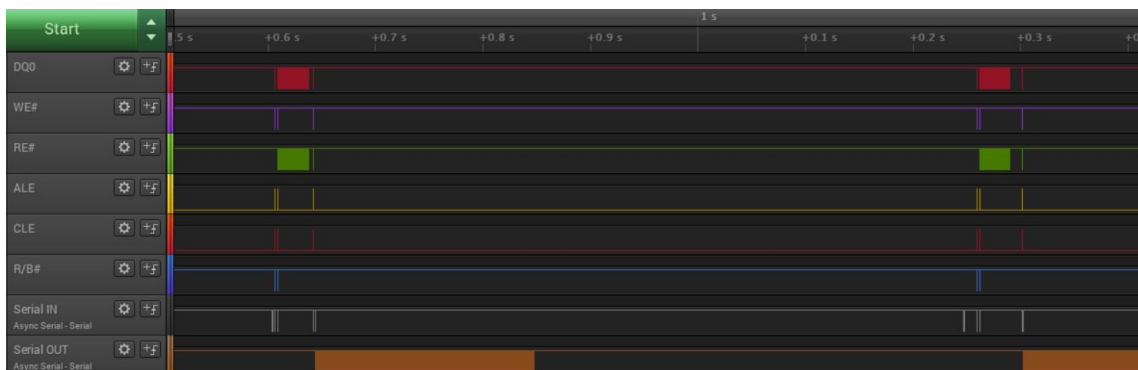 Start
1 s
.5 s +0.6 s +0.7 s +0.8 s +0.9 s +0.1 s +0.2 s +0.3 s +0
DQ0
WE#
RE#
ALE
CLE
R/B#
Serial IN
Async Serial - Serial
Serial OUT
Async Serial - Serial